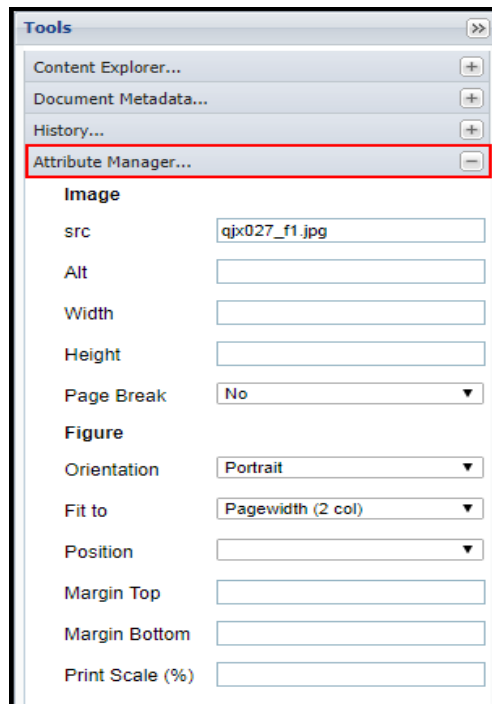 Tools
Content Explorer...
Document Metadata...
History...
Attribute Manager...
Image
src qjx027_f1.jpg
Alt
Width
Height
Page Break No
Figure
Orientation Portrait
Fit to Pagewidth (2 col)
Position
Margin Top
Margin Bottom
Print Scale (%)